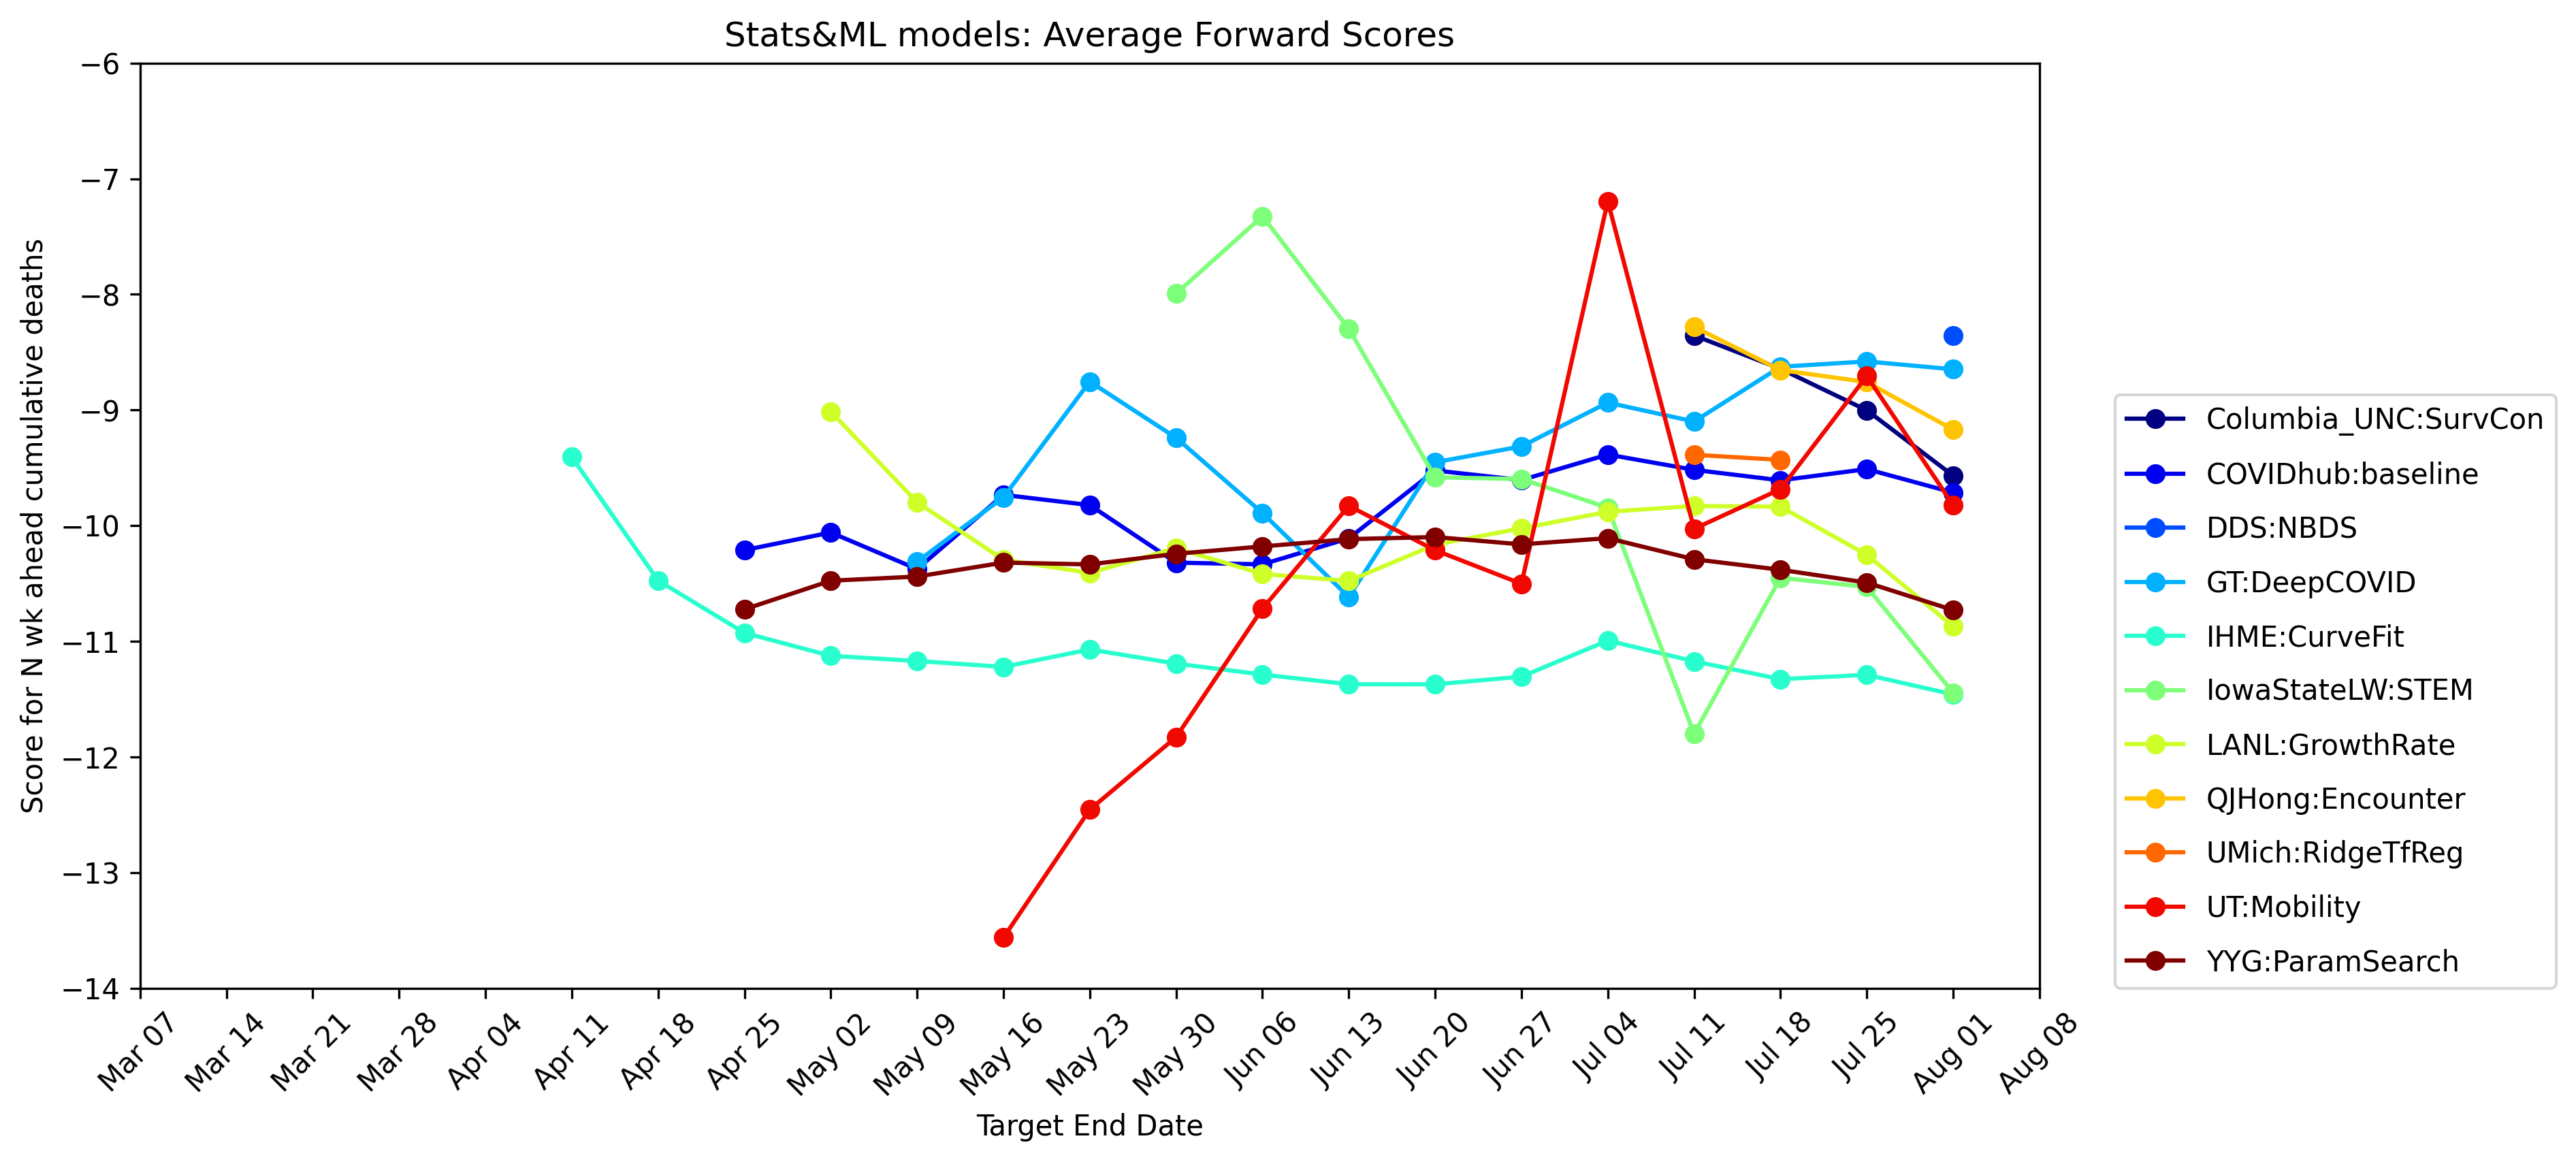 Stats&ML models: Average Forward Scores
Score for N wk ahead cumulative deaths
−6
−7
−8
−9
−10
−11
−12
−13
−14
Mar 07
Mar 14
Mar 21
Mar 28
Apr 04
Apr 11
Apr 18
Apr 25
May 02
May 09
May 16
May 23
May 30
Jun 06
Jun 13
Jun 20
Jun 27
Jul 04
Jul 11
Jul 18
Jul 25
Aug 01
Aug 08
Target End Date
Columbia_UNC:SurvCon
COVIDhub:baseline
DDS:NBDS
GT:DeepCOVID
IHME:CurveFit
IowaStateLW:STEM
LANL:GrowthRate
QJHong:Encounter
UMich:RidgeTfReg
UT:Mobility
YYG:ParamSearch